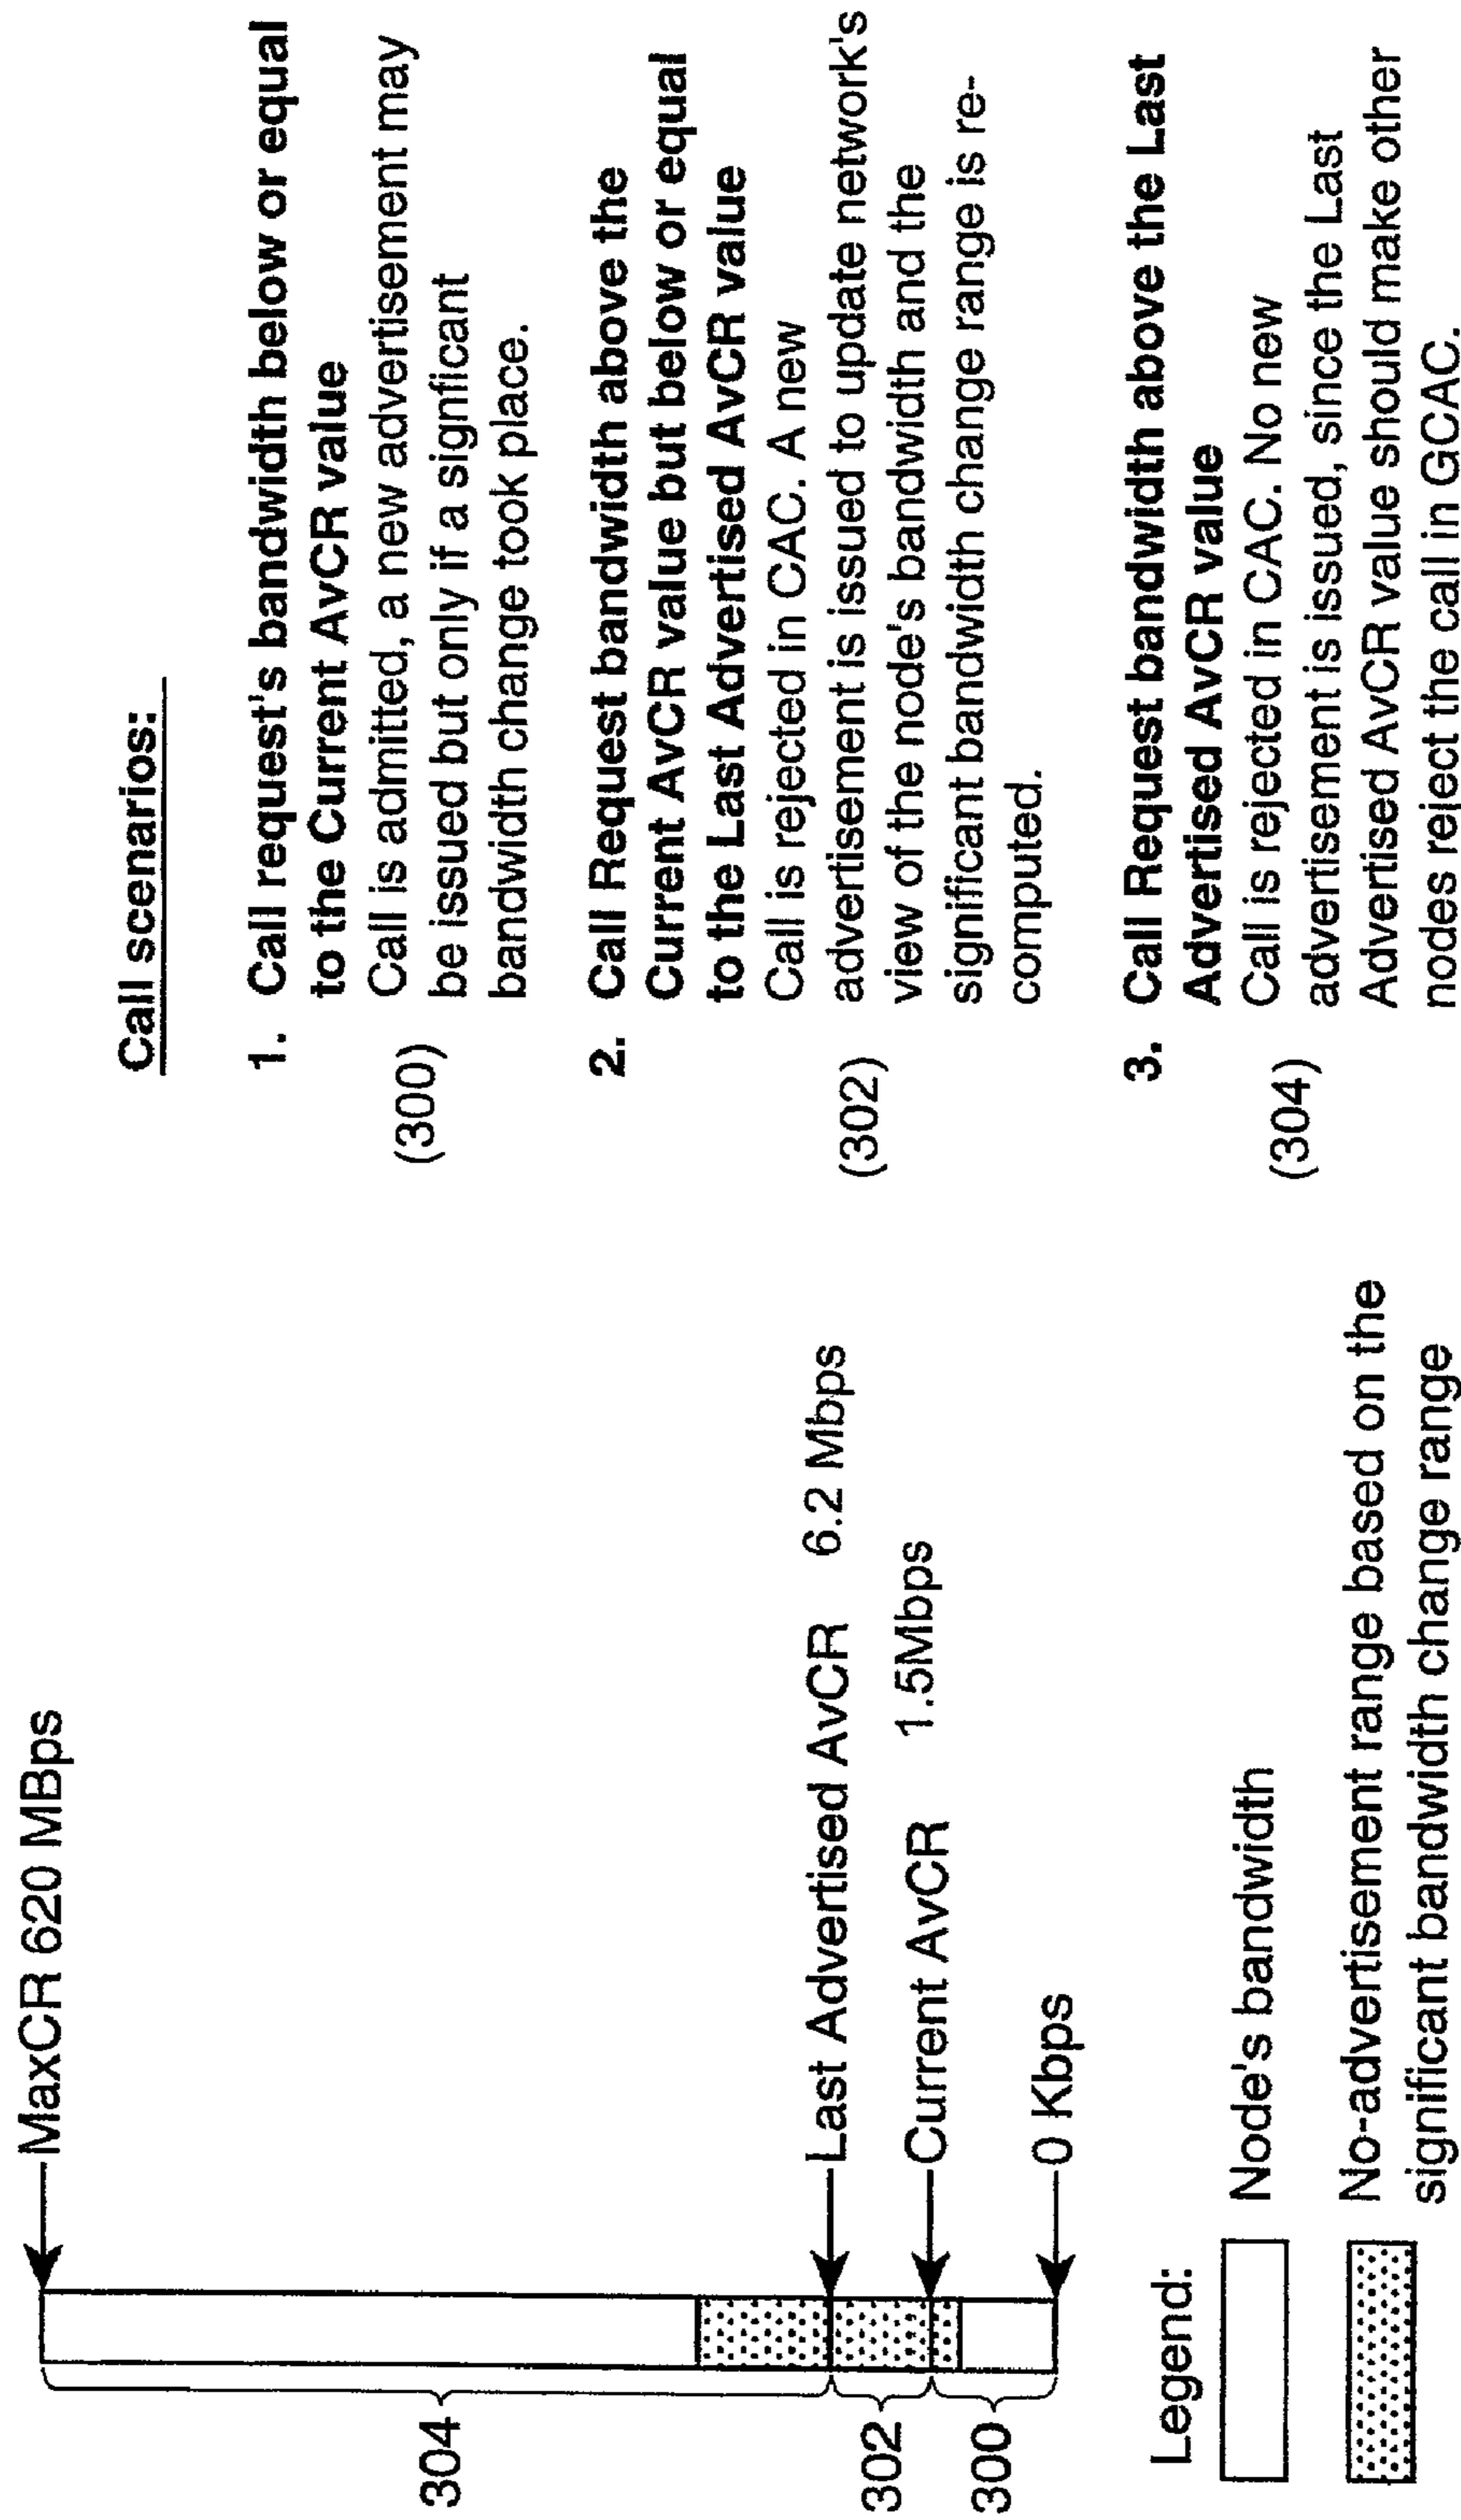 MaxCR 620 MBps
Last Advertised AvCR 6.2 Mbps
Current AvCR 1.5Mbps
0 Kbps
304
302
300
Legend:
Node's bandwidth
No-advertisement range based on the
significant bandwidth change range
Call scenarios:
1. Call request's bandwidth below or equal
to the Current AvCR value
(300)
Call is admitted, a new advertisement may
be issued but only if a signficant
bandwidth change took place.
2. Call Request bandwidth above the
Current AvCR value but below or equal
to the Last Advertised AvCR value
(302)
Call is rejected in CAC. A new
advertisement is issued to update network's
view of the node's bandwidth and the
significant bandwidth change range is re-
computed.
3. Call Request bandwidth above the Last
Advertised AvCR value
(304)
Call is rejected in CAC. No new
advertisement is issued, since the Last
Advertised AvCR value should make other
nodes reject the call in GCAC.